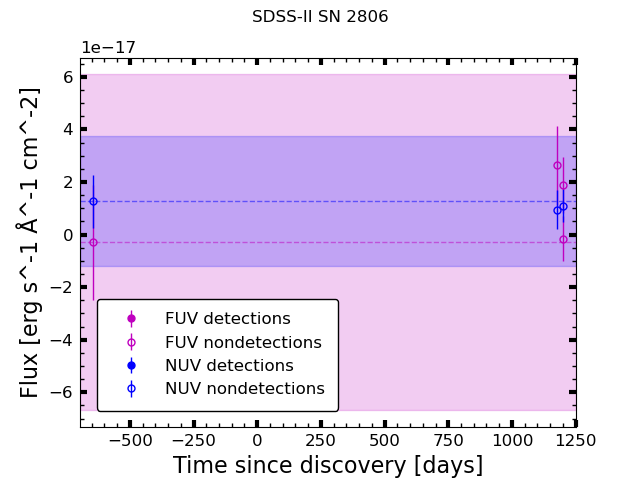 SDSS-II SN 2806
1e−17
6
4
2
0
−2
−4
−6
Flux [erg s^-1 Å^-1 cm^-2]
FUV detections
FUV nondetections
NUV detections
NUV nondetections
−500 −250 0 250 500 750 1000 1250
Time since discovery [days]